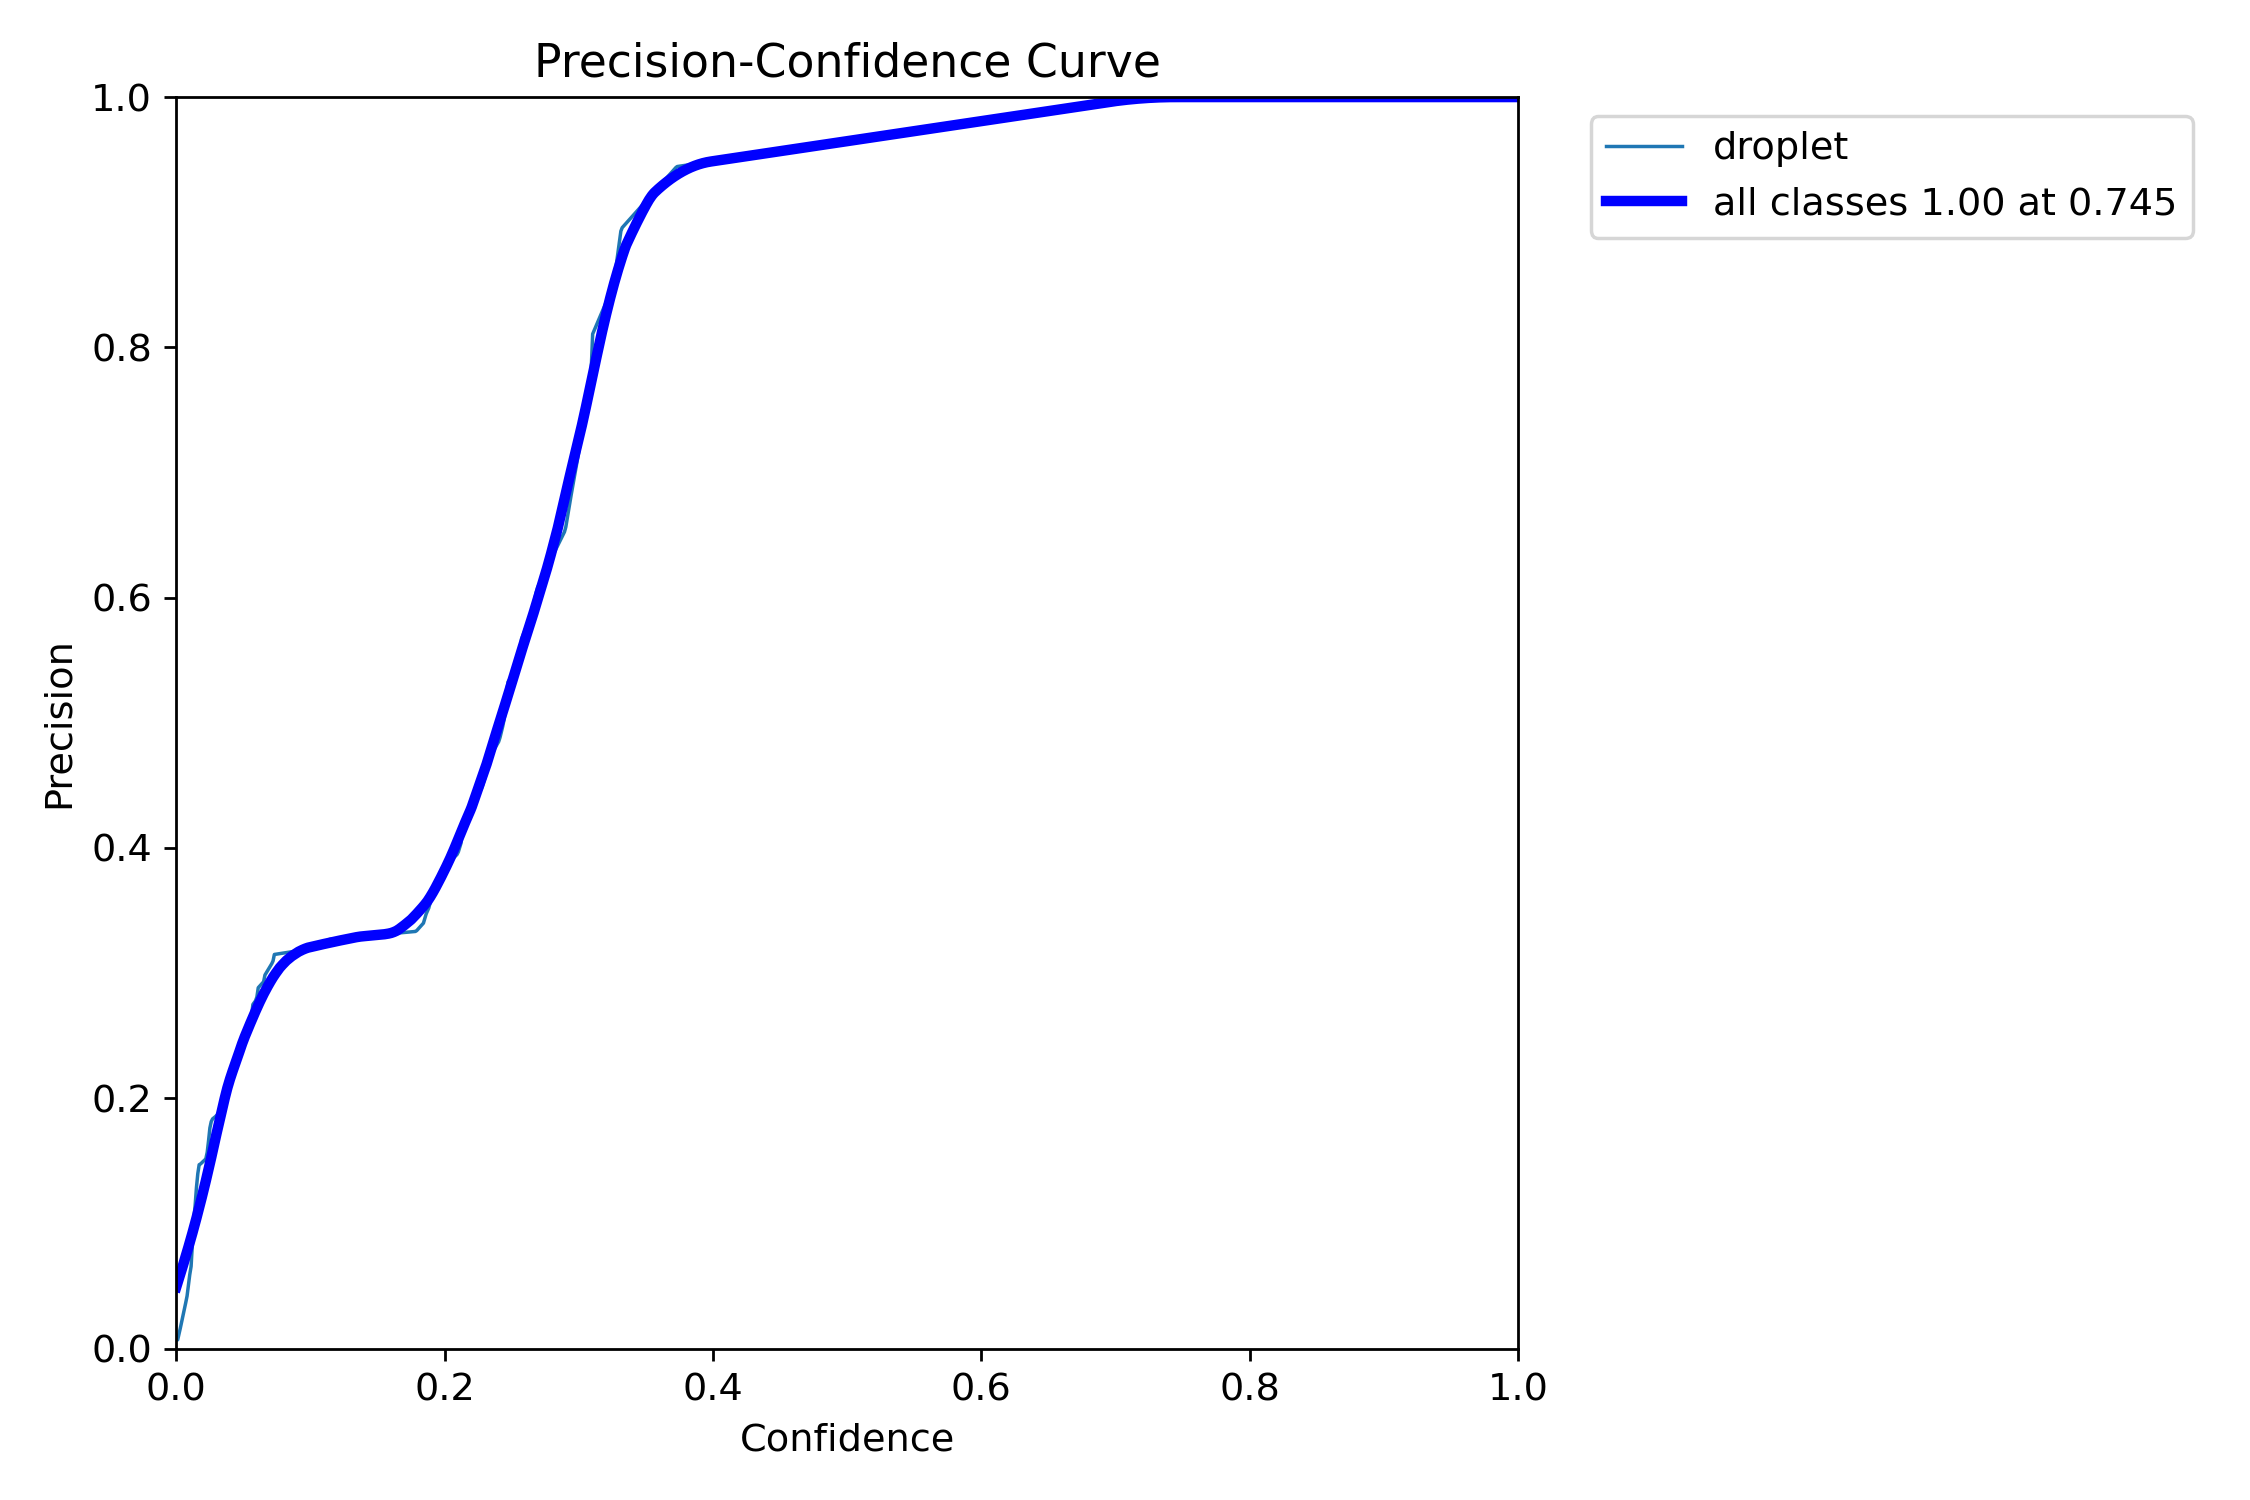 Precision-Confidence Curve
1.0
0.8
0.6
0.4
0.2
0.0
Precision
0.0 0.2 0.4 0.6 0.8 1.0
Confidence
droplet
all classes 1.00 at 0.745